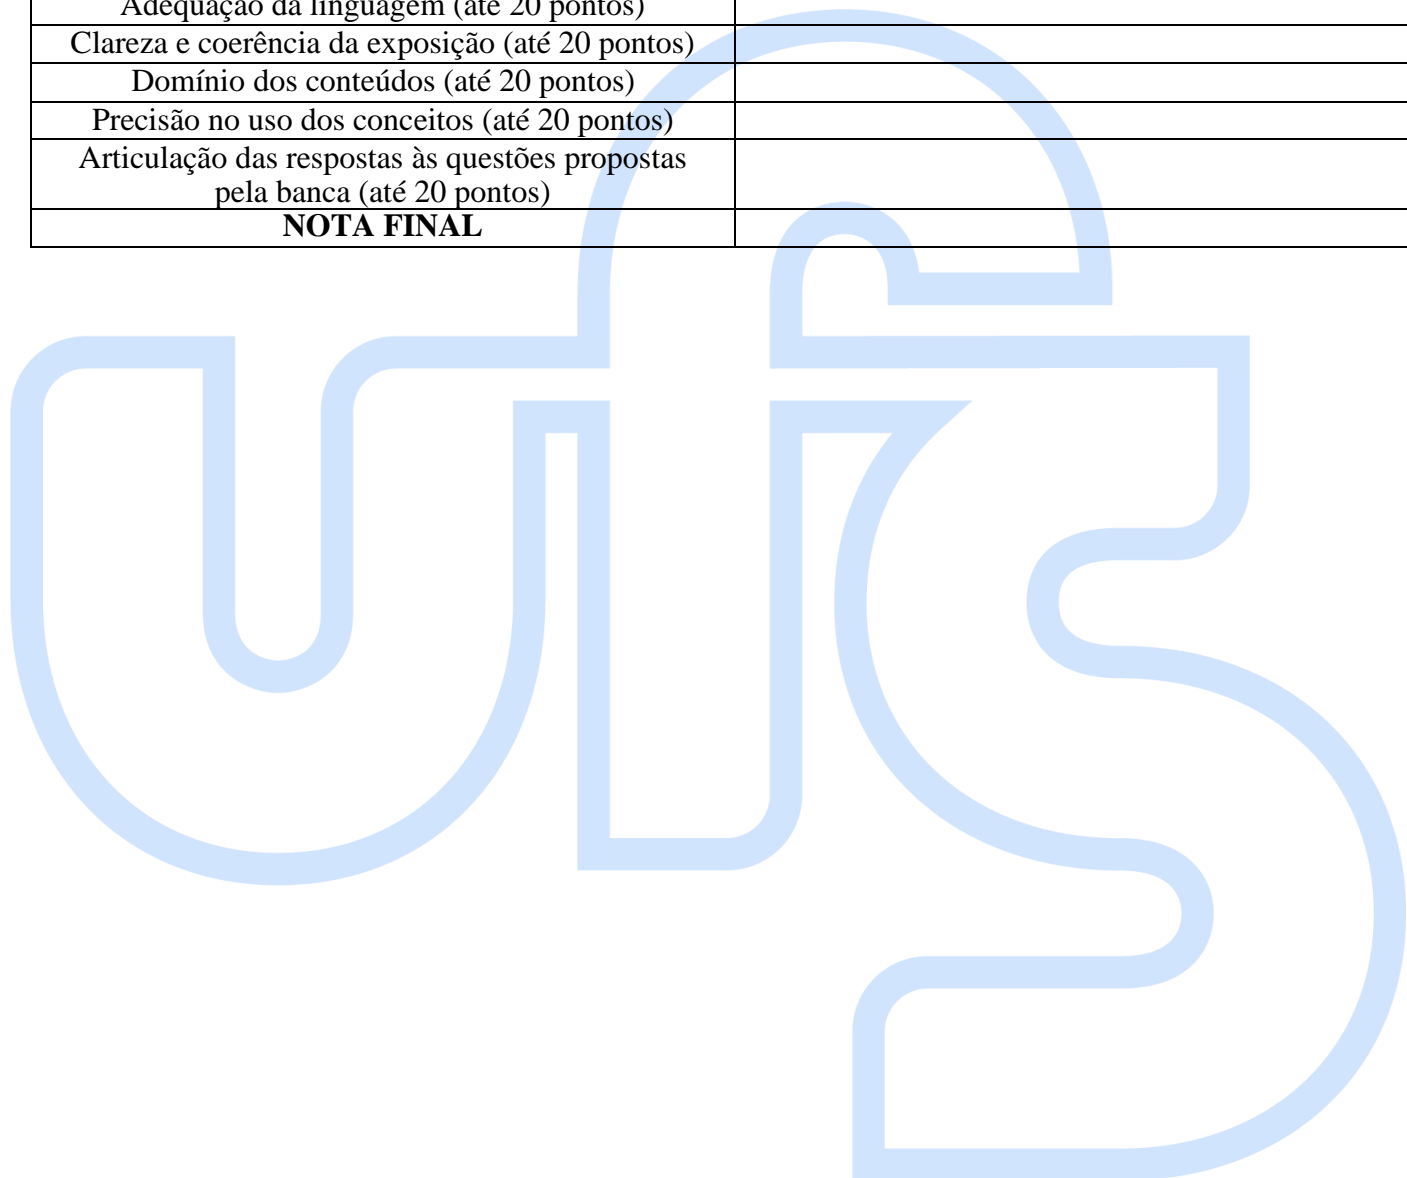 Adequação da linguagem (até 20 pontos)
Clareza e coerência da exposição (até 20 pontos)
Domínio dos conteúdos (até 20 pontos)
Precisão no uso dos conceitos (até 20 pontos)
Articulação das respostas às questões propostas
pela banca (até 20 pontos)
NOTA FINAL
ufs